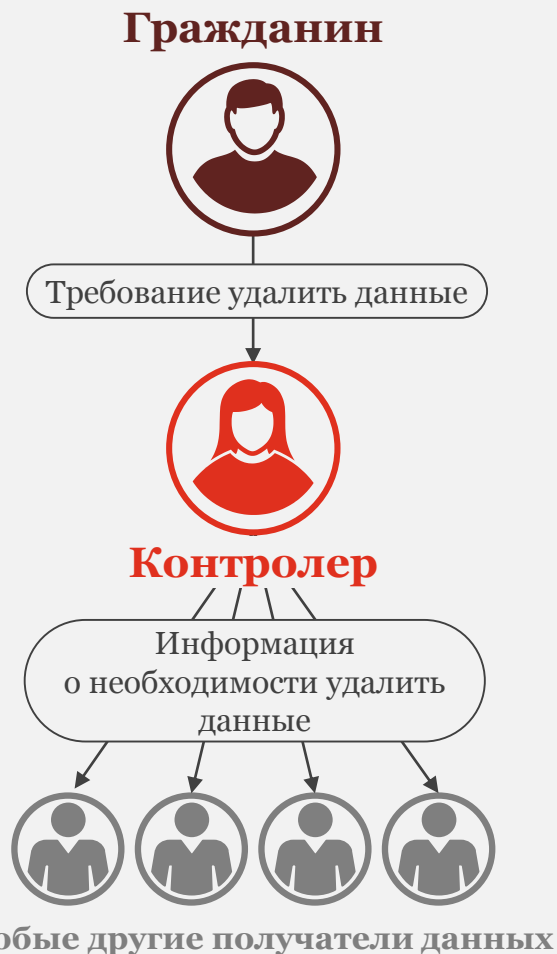 Гражданин
Требование удалить данные
Контролер
Информация
о необходимости удалить
данные
другие получатели данных